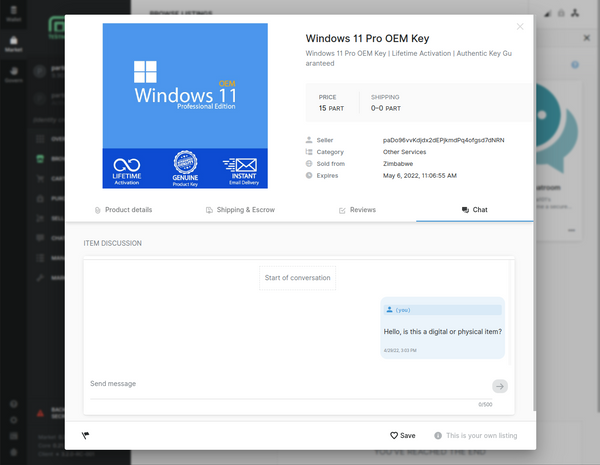 BROWSE LISTINGS
OEM
Windows 11
Professional Edition
LIFETIME
Activation
GENUINE
Product Key
INSTANT
Email Delivery
Windows 11 Pro OEM Key
Windows 11 Pro OEM Key | Lifetime Activation | Authentic Key Gu
aranteed
PRICE
15 PART
SHIPPING
0-0 PART
Seller
paDo96vvKdjdx2dEPjkmdPq4ofgsd7dNRN
Category
Other Services
Sold from
Zimbabwe
Expires
May 6, 2022, 11:06:55 AM
Product details
Shipping & Escrow
Reviews
Chat
ITEM DISCUSSION
Start of conversation
(you)
Hello, is this a digital or physical item?
4/28/22, 3:03 PM
Send message
0/500
Save
This is your own listing
YOU'VE REACHED THE END